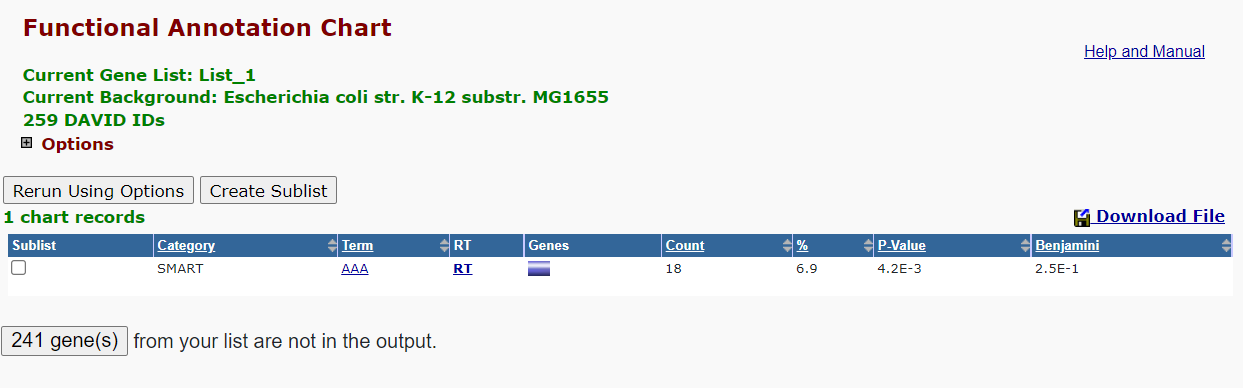 Functional Annotation Chart
Help and Manual
Current Gene List: List_1
Current Background: Escherichia coli str. K-12 substr. MG1655
259 DAVID IDs
Options
Rerun Using Options Create Sublist
1 chart records Download File
Sublist Category Term RT Genes Count % P-Value Benjamini
SMART AAA RT 18 6.9 4.2E-3 2.5E-1
241 gene(s) from your list are not in the output.